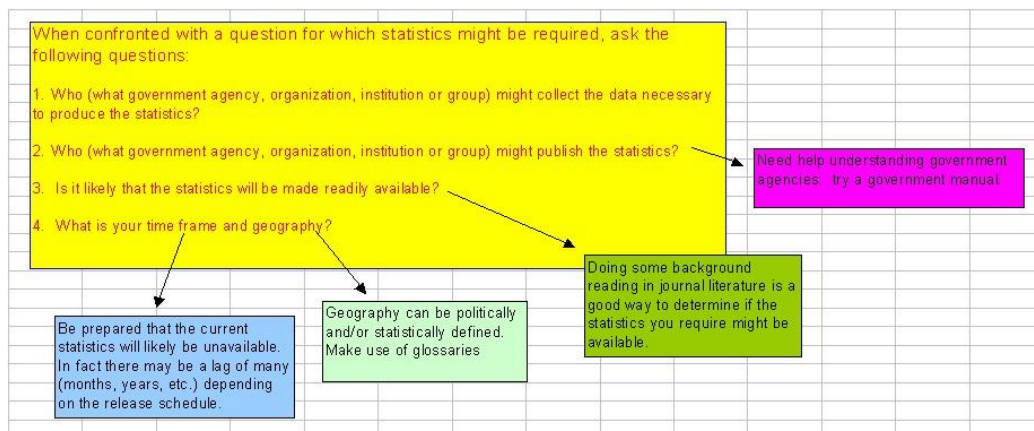 When confronted with a question for which statistics might be required, ask the
following questions:
1. Who (what government agency, organization, institution or group) might collect the data necessary
to produce the statistics?
2. Who (what government agency, organization, institution or group) might publish the statistics?
3. Is it likely that the statistics will be made readily available?
4. What is your time frame and geography?
Need help understanding government
agencies: try a government manual.
Doing some background
reading in journal literature is a
good way to determine if the
statistics you require might be
available.
Geography can be politically
and/or statistically defined.
Make use of glossaries
Be prepared that the current
statistics will likely be unavailable.
In fact there may be a lag of many
(months, years, etc.) depending
on the release schedule.